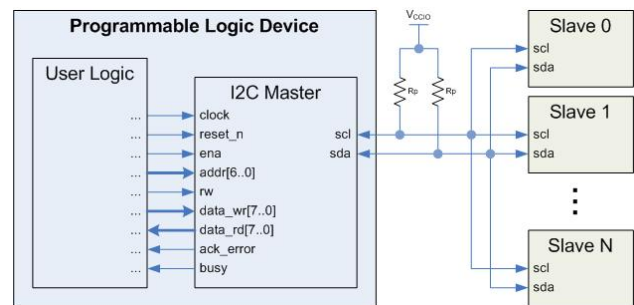 Programmable Logic Device
User Logic
I2C Master
... clock
... reset_n
... ena
... addr[6..0]
... rw
... data_wr[7..0]
... data_rd[7..0]
... ack_error
... busy
scl
sda
VCCIO
Rp
Rp
Slave 0
scl
sda
Slave 1
scl
sda
Slave N
scl
sda